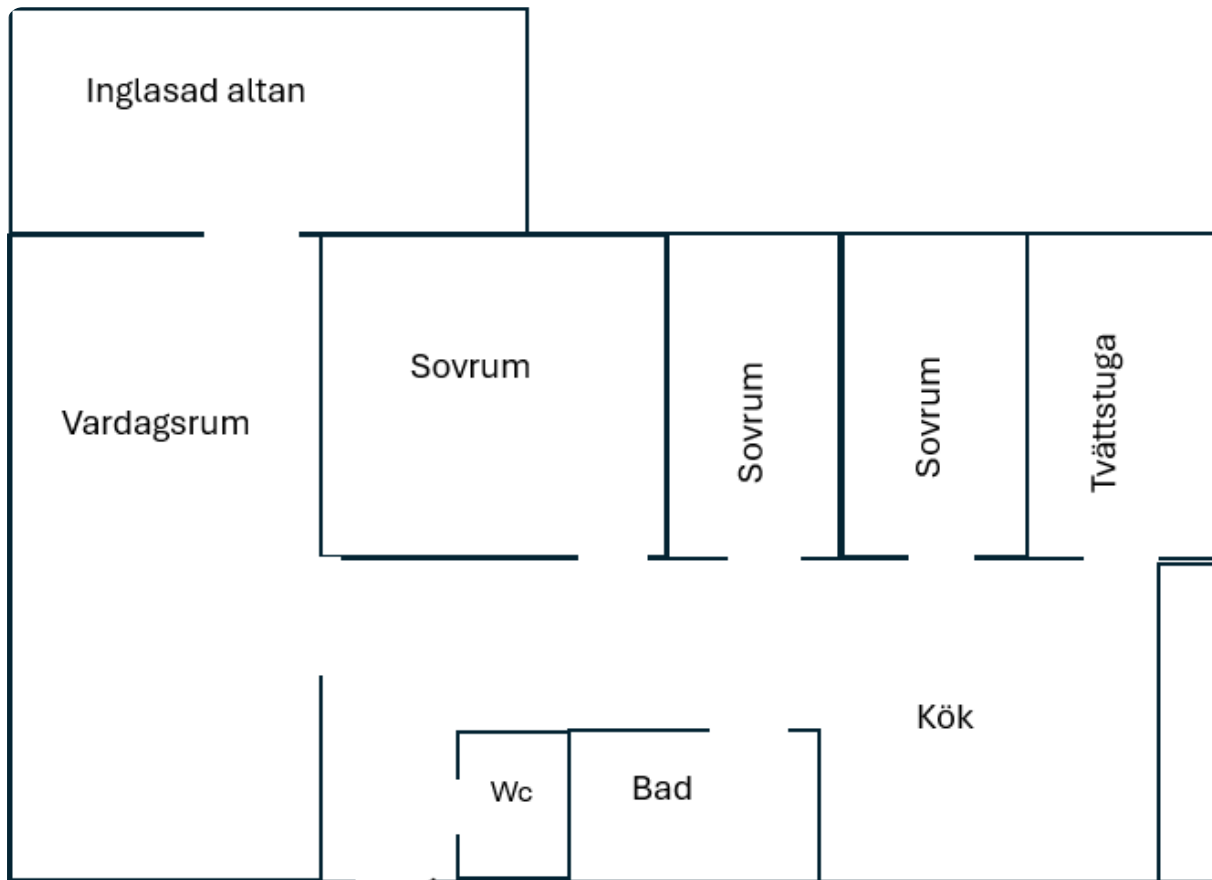 Inglasad altan
Sovrum
Vardagsrum
Sovrum
Sovrum
Tvättstuga
Kök
Wc
Bad